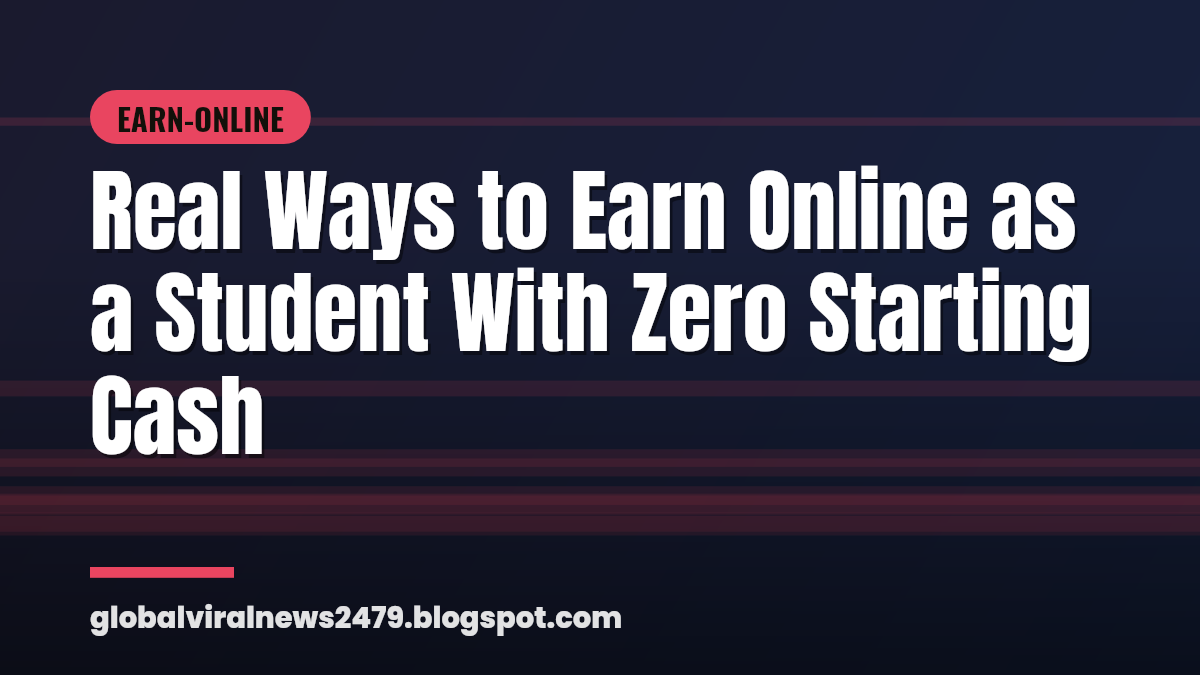 EARN-ONLINE
Real Ways to Earn Online as
a Student With Zero Starting
Cash
globalviralnews2479.blogspot.com